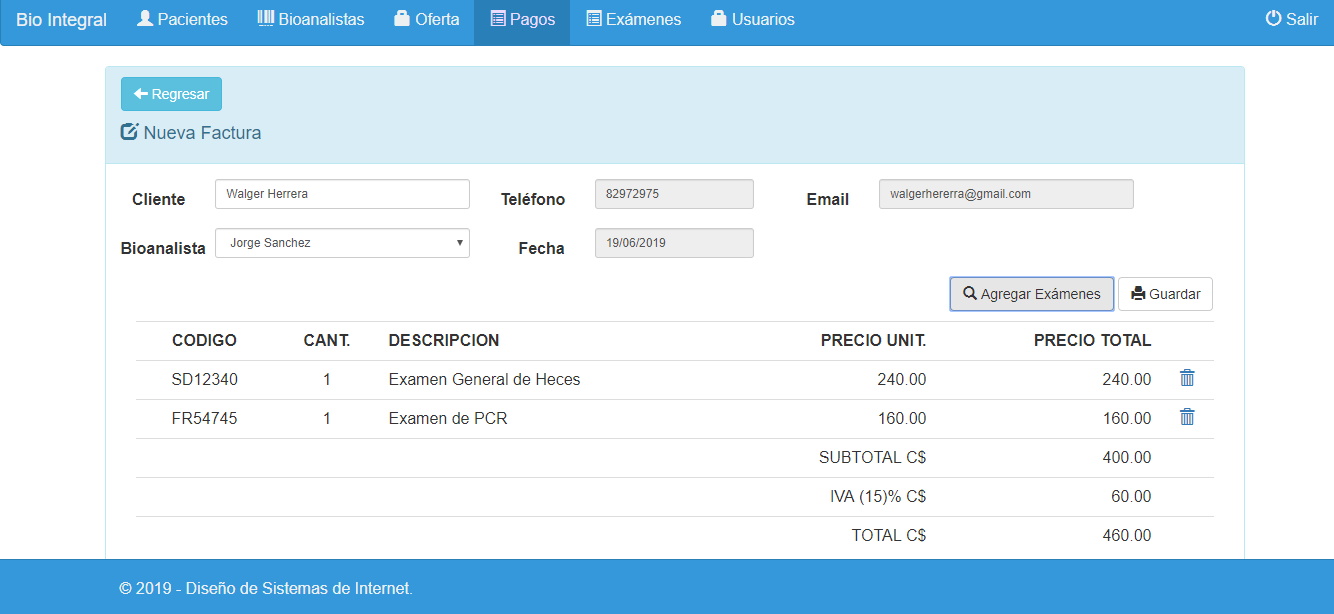 Bio Integral Pacientes Bioanalistas Oferta Pagos Exámenes Usuarios Salir
Regresar
Nueva Factura
Cliente Walger Herrera Teléfono 82972975 Email walgerhererra@gmail.com
Bioanalista Jorge Sanchez Fecha 19/06/2019
Agregar Exámenes Guardar
CODIGO CANT. DESCRIPCION PRECIO UNIT. PRECIO TOTAL
SD12340 1 Examen General de Heces 240.00 240.00
FR54745 1 Examen de PCR 160.00 160.00
SUBTOTAL C$ 400.00
IVA (15)% C$ 60.00
TOTAL C$ 460.00
© 2019 - Diseño de Sistemas de Internet.